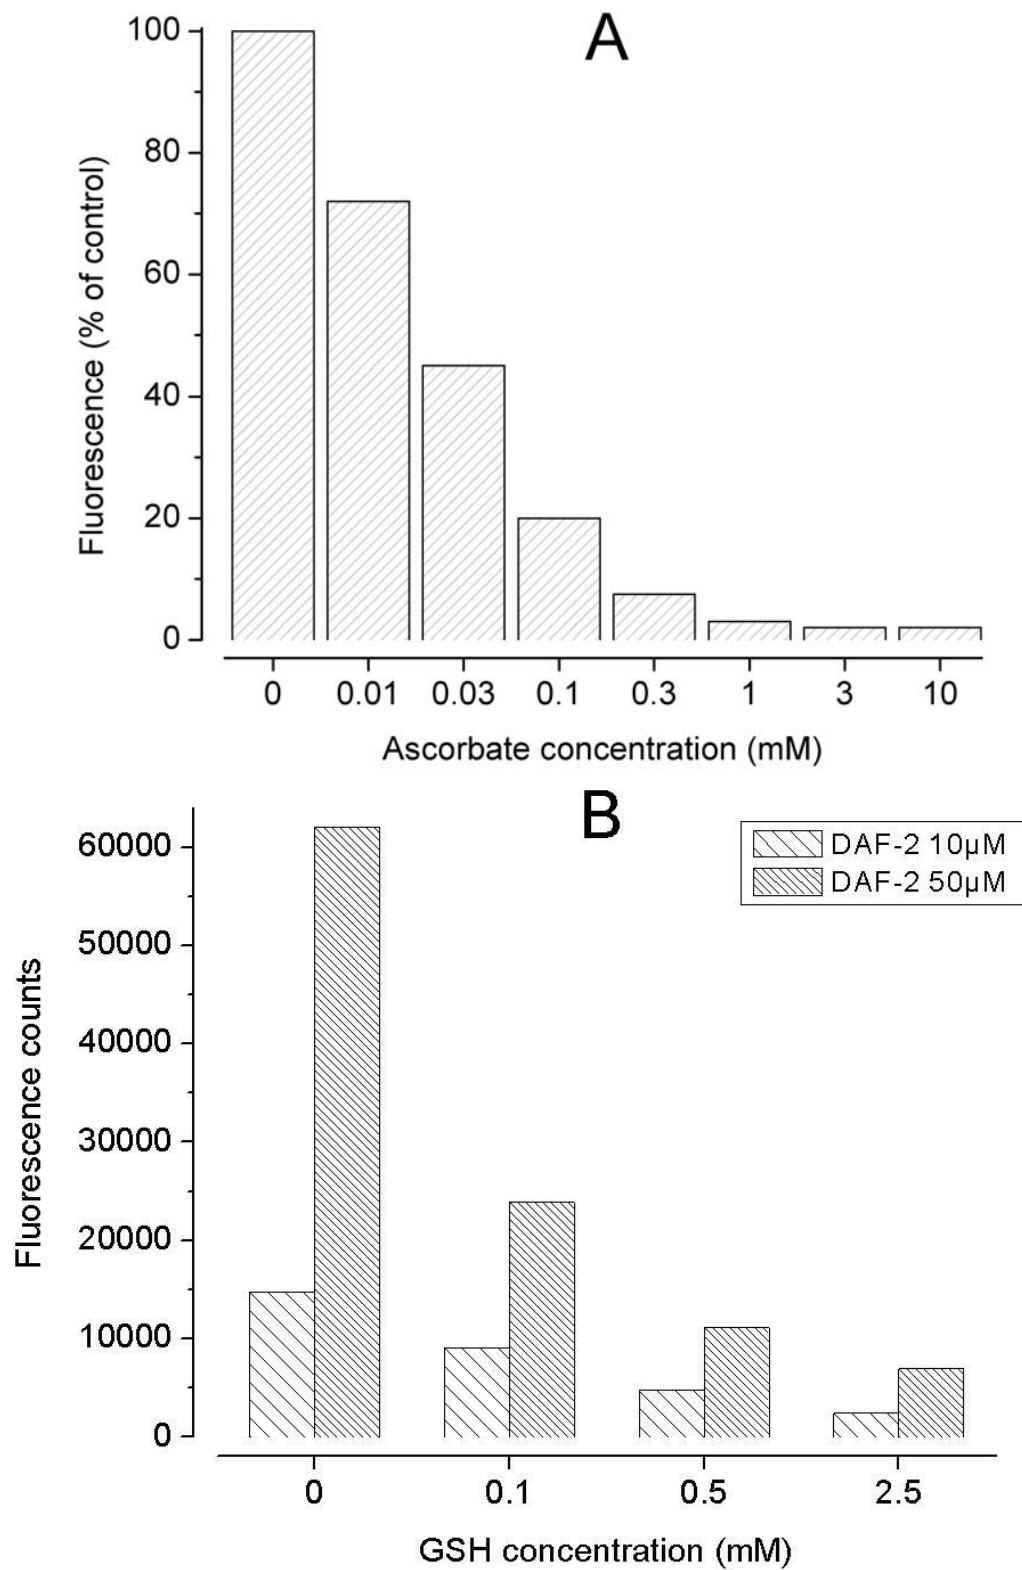 A
Fluorescence (% of control)
100
80
60
40
20
0
0 0.01 0.03 0.1 0.3 1 3 10
Ascorbate concentration (mM)
B
DAF-2 10µM
DAF-2 50µM
Fluorescence counts
60000
50000
40000
30000
20000
10000
0
0 0.1 0.5 2.5
GSH concentration (mM)